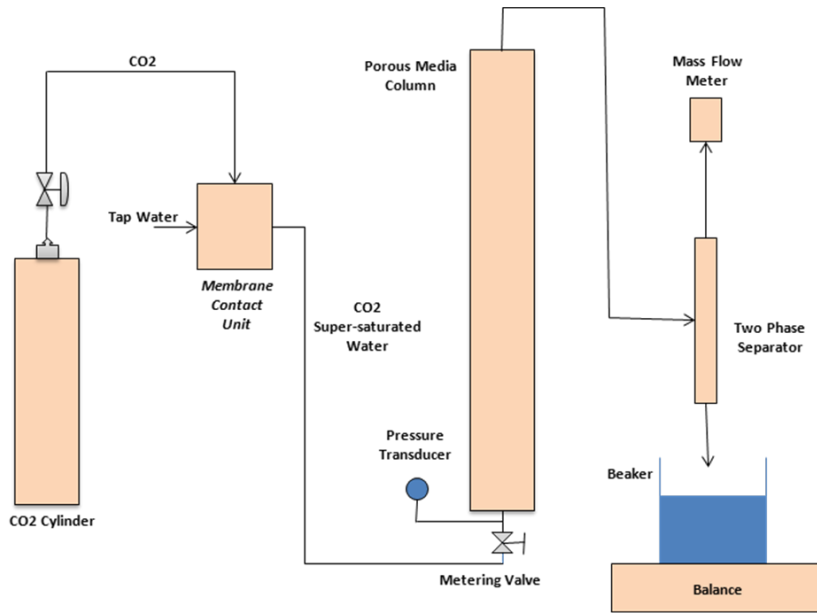 CO2
Porous Media
Column
Mass Flow
Meter
Tap Water
Membrane
Contact
Unit
CO2
Super-saturated
Water
Two Phase
Separator
Pressure
Transducer
Beaker
CO2 Cylinder
Metering Valve
Balance